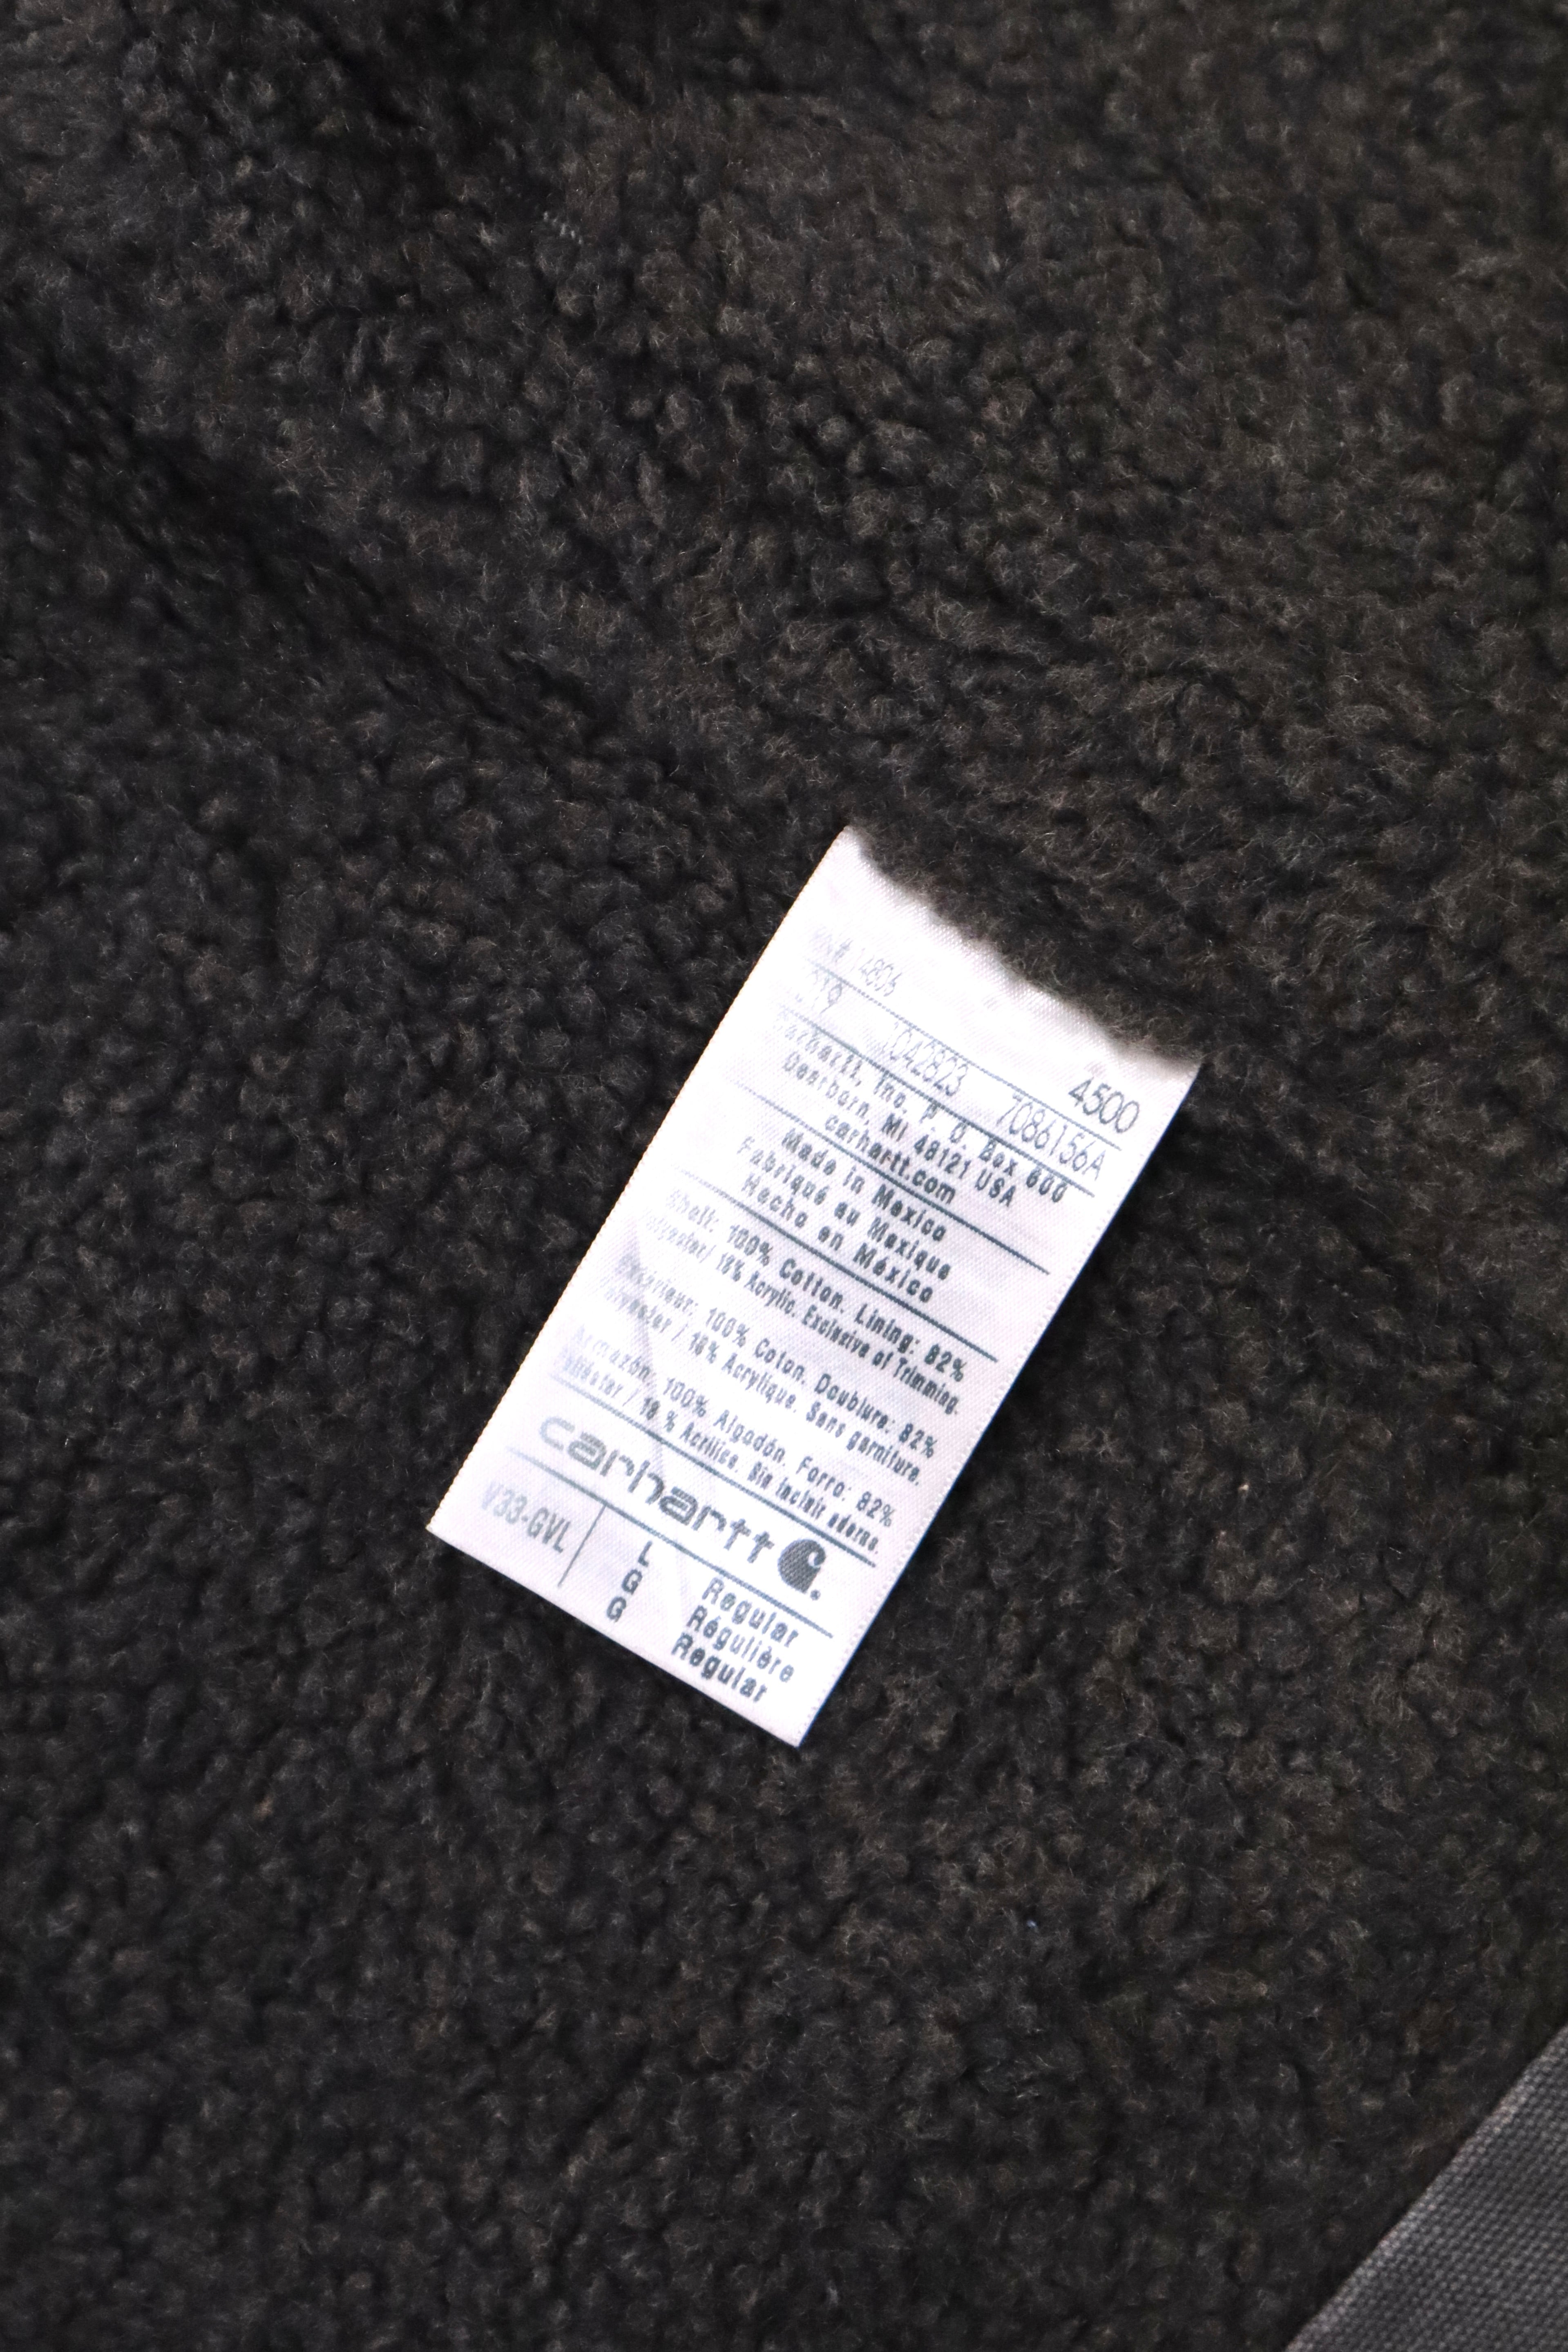 RN# 14806
4500
1042823 7086156A
Carhartt, Inc. P. O. Box 600
Dearborn, MI 48121 USA
carhartt.com
Made in Mexico
Fabriqué au Mexique
Hecho en México
Shell: 100% Cotton. Lining: 82%
Polyester/ 18% Acrylic. Exclusive of Trimming.
Extérieur: 100% Coton. Doublure: 82%
Polyester / 18% Acrylique. Sans garniture.
Armazón: 100% Algodón. Forro: 82%
Poliéster / 18 % Acrílico. Sin incluir adorno.
carhartt
V33-GVL
L Regular
G Régulière
G Regular